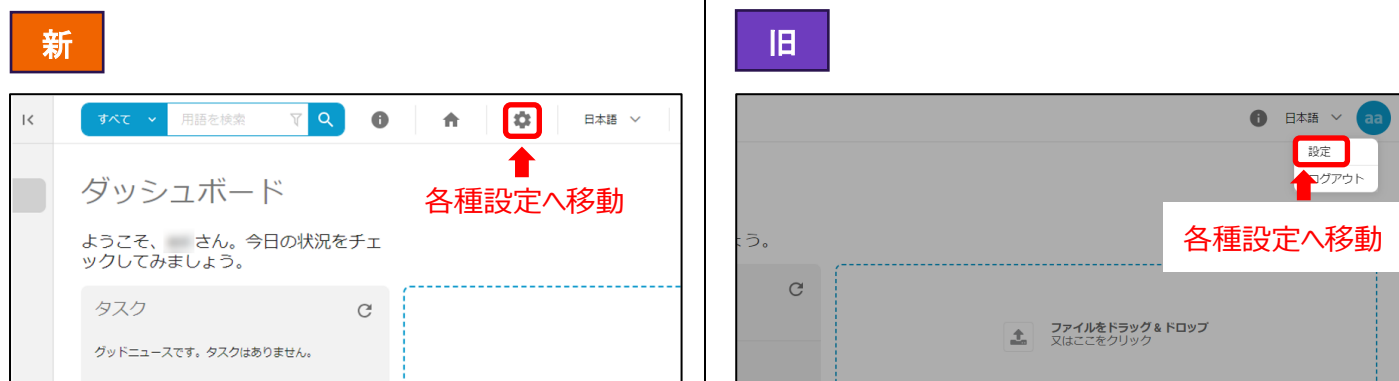 新
すべて
用語を検索
日本語
各種設定へ移動
ダッシュボード
ようこそ、 さん。今日の状況をチェ
ックしてみましょう。
タスク
グッドニュースです。タスクはありません。
旧
日本語
aa
設定
ログアウト
各種設定へ移動
ょう。
ファイルをドラッグ & ドロップ
又はここをクリック